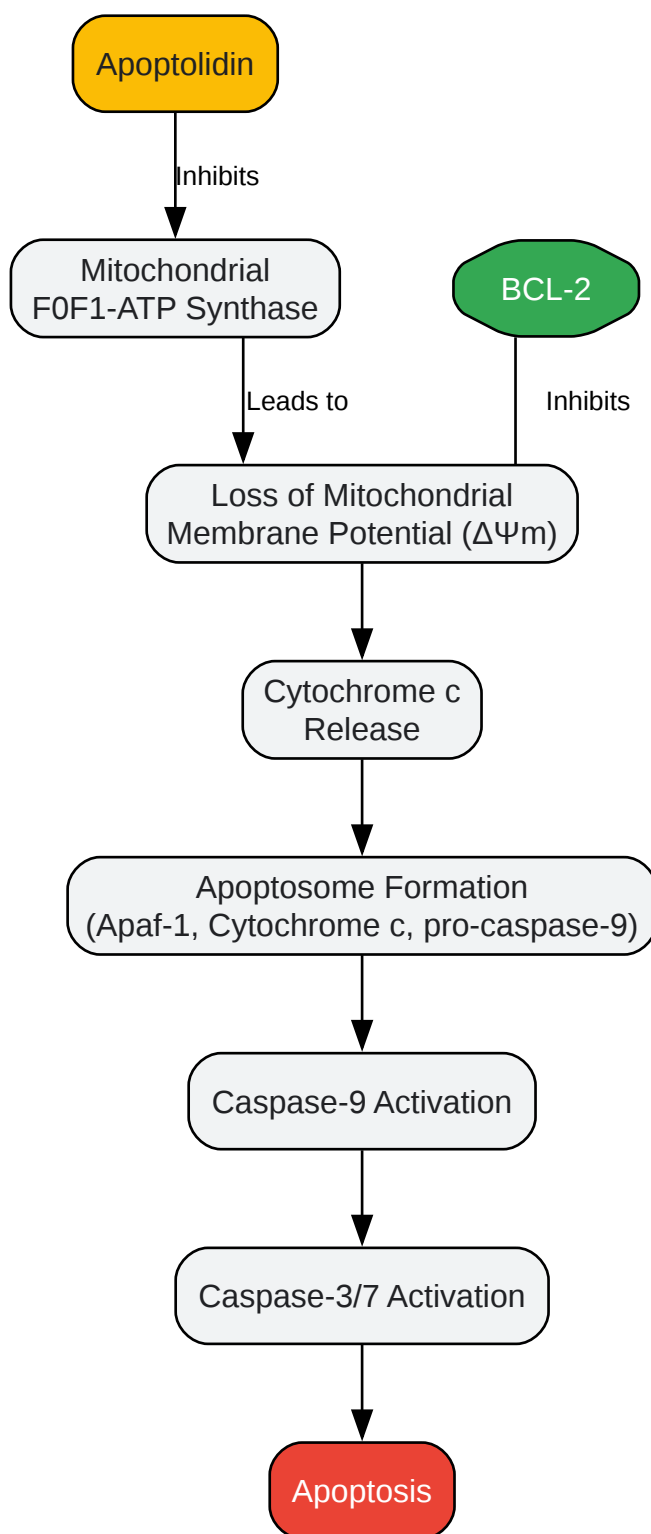 Apoptolidin
Inhibits
Mitochondrial
F0F1-ATP Synthase
BCL-2
Leads to
Inhibits
Loss of Mitochondrial
Membrane Potential (ΔΨm)
Cytochrome c
Release
Apoptosome Formation
(Apaf-1, Cytochrome c, pro-caspase-9)
Caspase-9 Activation
Caspase-3/7 Activation
Apoptosis